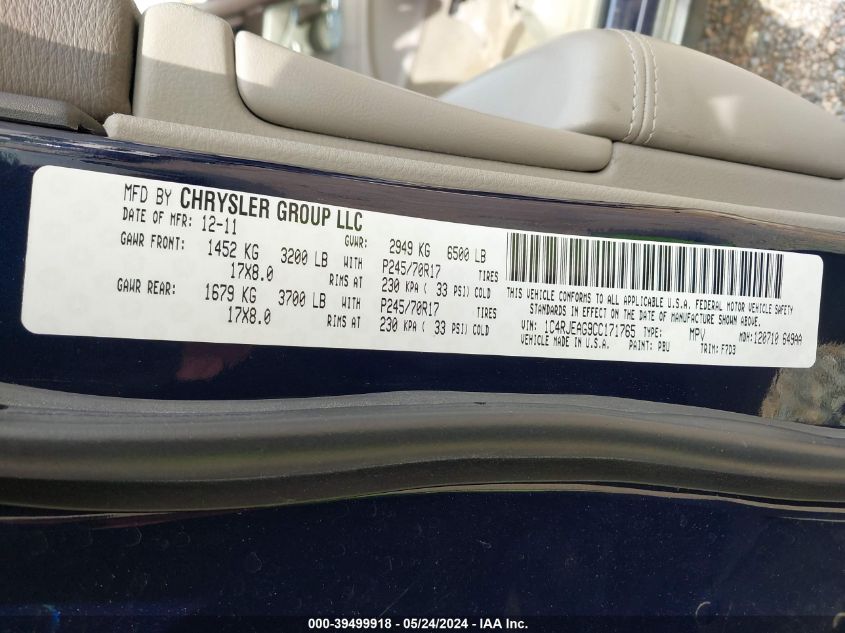 MFD BY CHRYSLER GROUP LLC
DATE OF MFR: 12-11 GVWR: 2949 KG 6500 LB
GAWR FRONT: 1452 KG 3200 LB WITH P245/70R17 TIRES
17X8.0 RIMS AT 230 KPA ( 33 PSI) COLD
GAWR REAR: 1679 KG 3700 LB WITH P245/70R17 TIRES
17X8.0 RIMS AT 230 KPA ( 33 PSI) COLD
THIS VEHICLE CONFORMS TO ALL APPLICABLE U.S.A. FEDERAL MOTOR VEHICLE SAFETY
STANDARDS IN EFFECT ON THE DATE OF MANUFACTURE SHOWN ABOVE.
VIN: 1C4RJEAG9CC171765 TYPE: MPV MDH:120710 649AA
VEHICLE MADE IN U.S.A. PAINT: PBU TRIM: F7D3
000-39499918 - 05/24/2024 - IAA Inc.